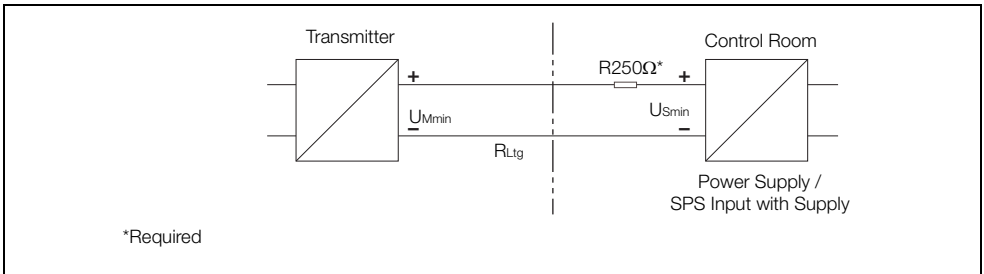 Transmitter
Control Room
R250Ω*
+
+
UMmin
USmin
−
−
RLtg
Power Supply /
SPS Input with Supply
*Required